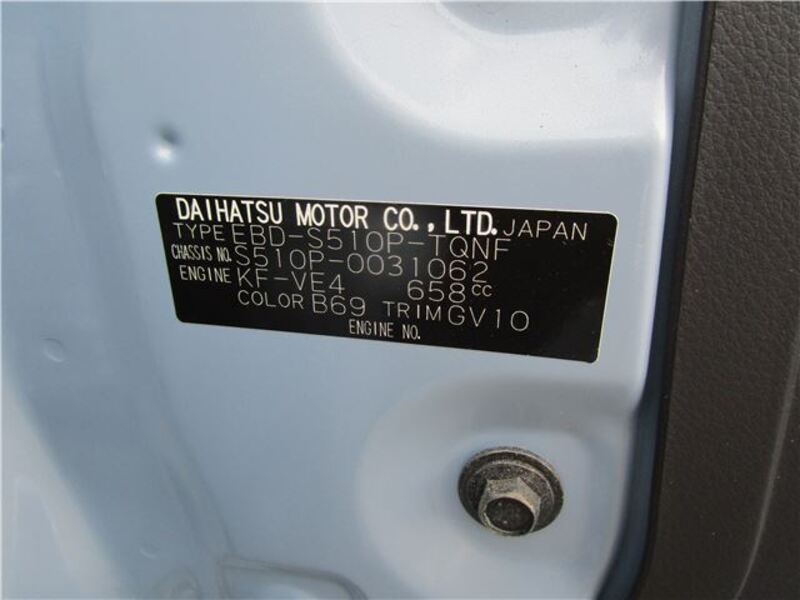 DAIHATSU MOTOR CO.,LTD. JAPAN
TYPE EBD-S510P-TQNF
CHASSIS NO. S510P-0031062
ENGINE KF-VE4 658cc
COLOR B69 TRIM GV10
ENGINE NO.